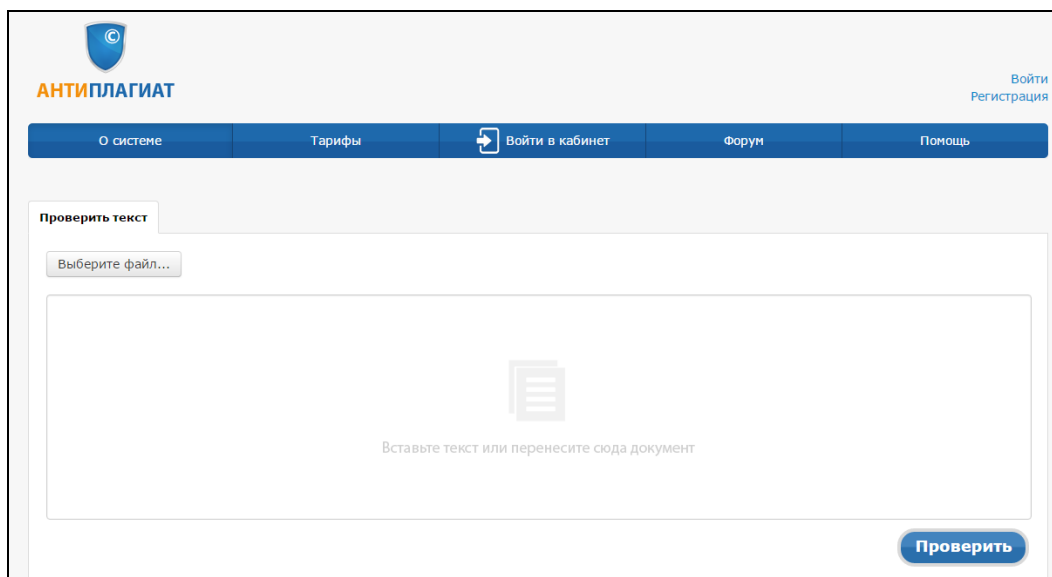 ©
АНТИПЛАГИАТ
Войти
Регистрация
О системе Тарифы Войти в кабинет Форум Помощь
Проверить текст
Выберите файл...
Вставьте текст или перенесите сюда документ
Проверить